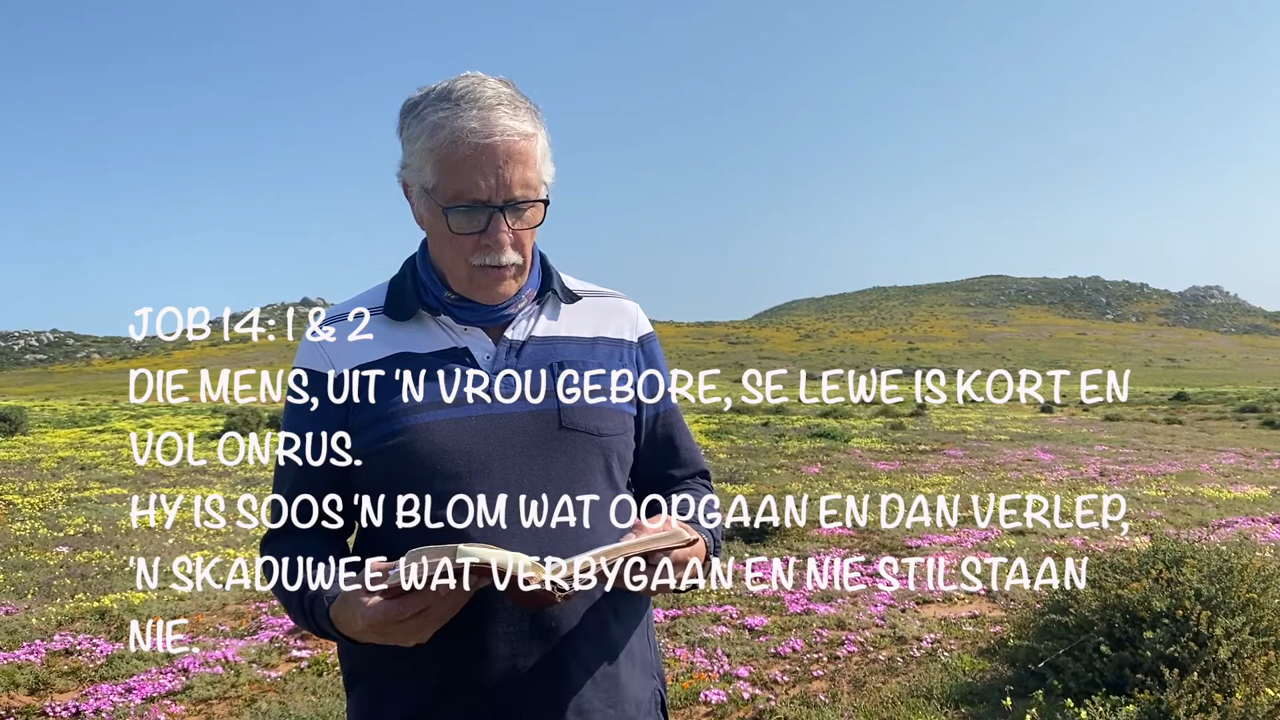 JOB 14: 1 & 2
DIE MENS, UIT 'N VROU GEBORE, SE LEWE IS KORT EN
VOL ONRUS.
HY IS SOOS 'N BLOM WAT OOPGAAN EN DAN VERLEP,
'N SKADUWEE WAT VERBYGAAN EN NIE STILSTAAN
NIE.